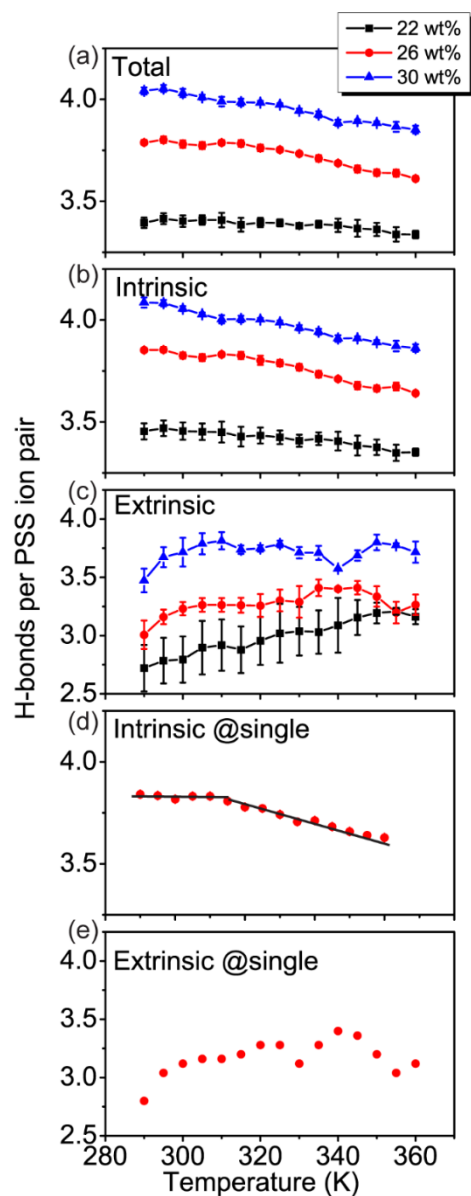 22 wt%
26 wt%
30 wt%
(a)
Total
4.0
3.5
(b)
Intrinsic
4.0
3.5
(c)
Extrinsic
4.0
3.5
3.0
2.5
(d)
Intrinsic @single
4.0
3.5
(e)
Extrinsic @single
4.0
3.5
3.0
2.5
280 300 320 340 360
Temperature (K)
H-bonds per PSS ion pair